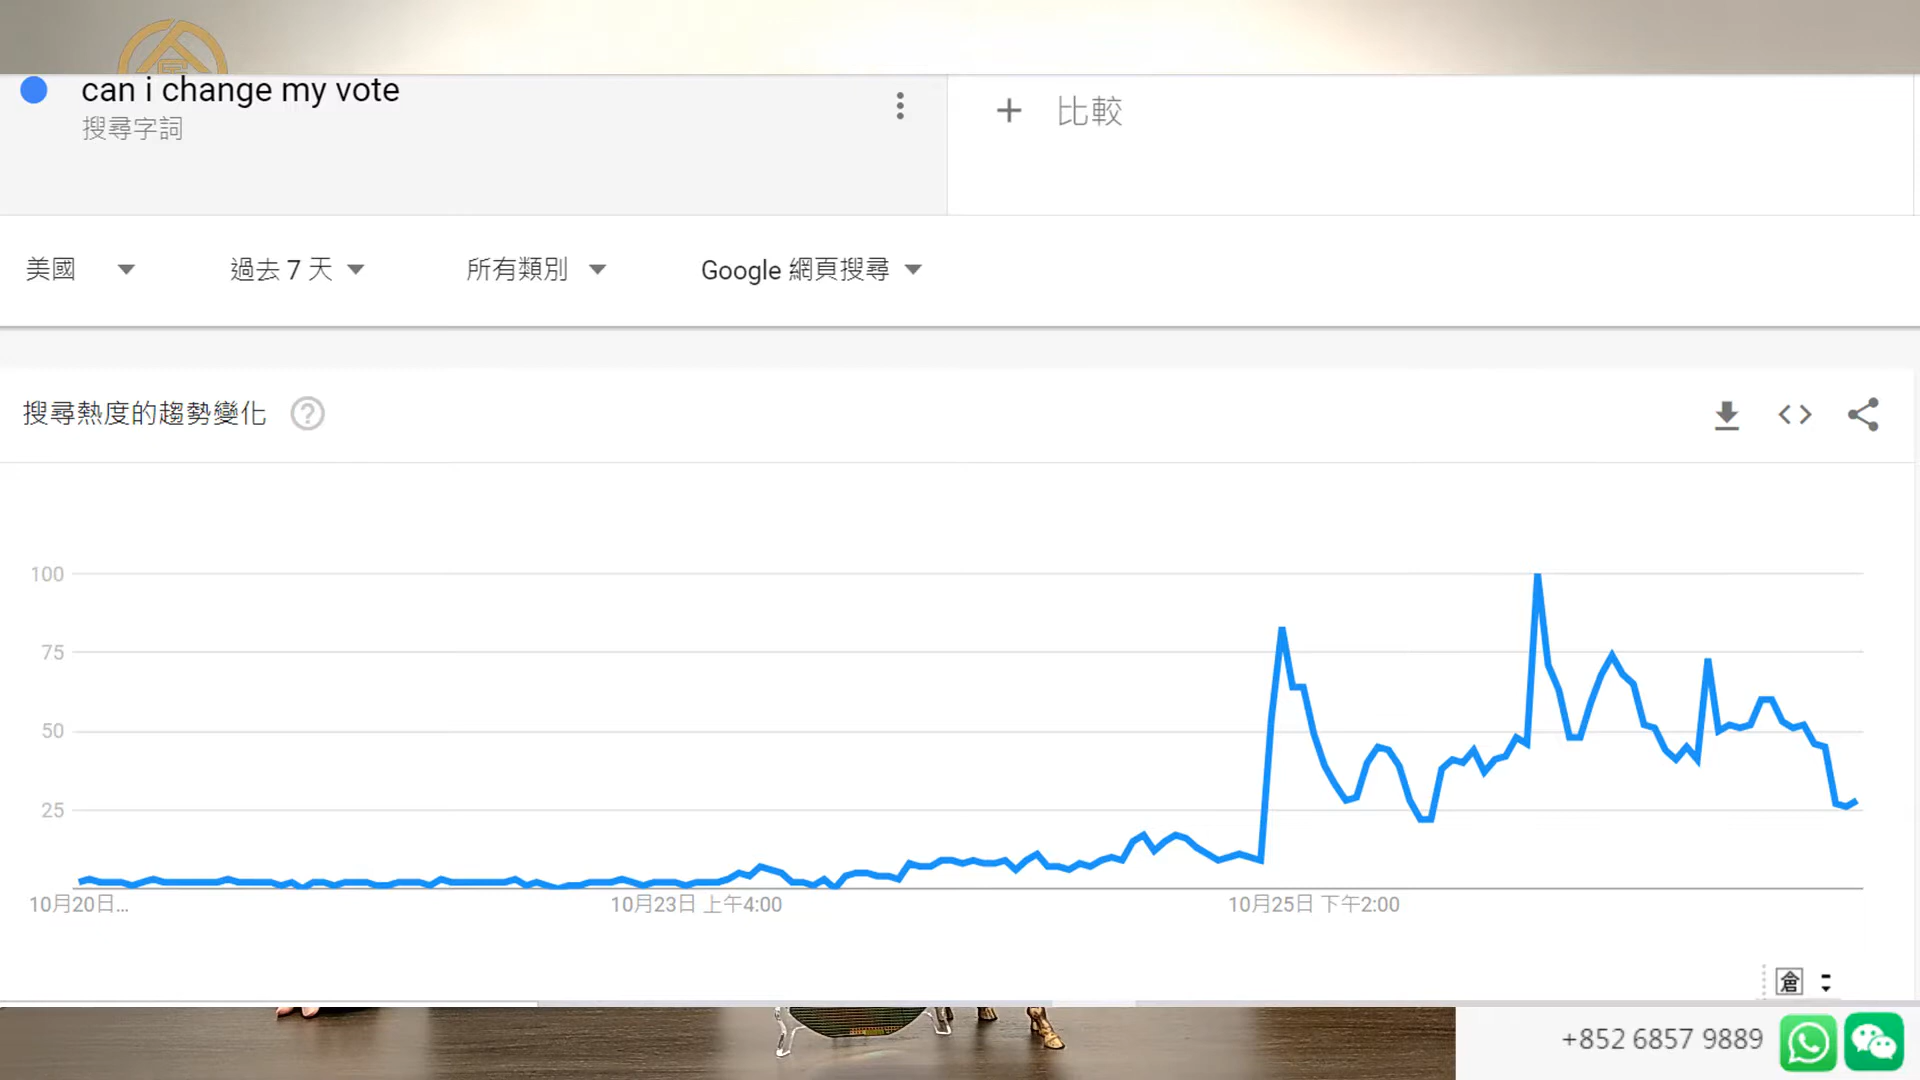 can i change my vote
搜尋字詞
比較
美國
過去 7 天
所有類別
Google 網頁搜尋
搜尋熱度的趨勢變化
100
75
50
25
10月20日...
10月23日 上午4:00
10月25日 下午2:00
倉
+852 6857 9889